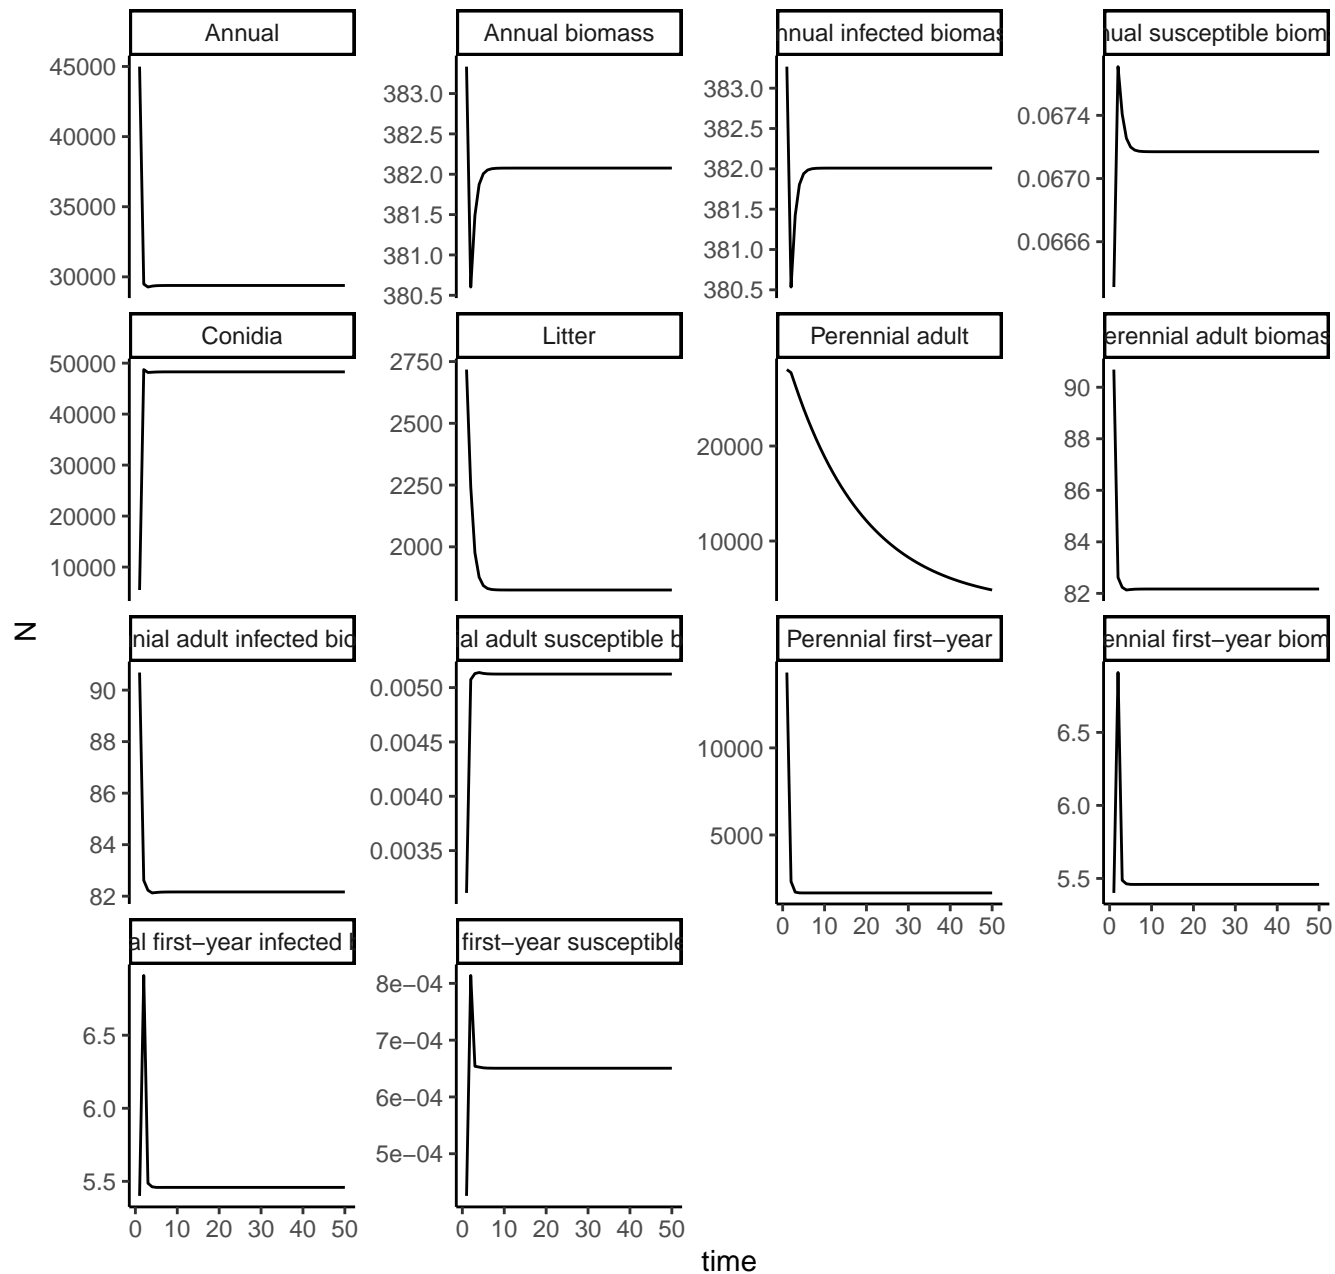 Annual
Annual biomass
nnual infected biomas
nual susceptible biom
45000
40000
35000
30000
383.0
382.5
382.0
381.5
381.0
380.5
383.0
382.5
382.0
381.5
381.0
380.5
0.0674
0.0670
0.0666
Conidia
Litter
Perennial adult
erennial adult biomas
50000
40000
30000
20000
10000
2750
2500
2250
2000
20000
10000
90
88
86
84
82
N
nial adult infected bio
al adult susceptible b
Perennial first−year
ennial first−year biom
90
88
86
84
82
0.0050
0.0045
0.0040
0.0035
10000
5000
0 10 20 30 40 50
6.5
6.0
5.5
0 10 20 30 40 50
al first−year infected b
first−year susceptible
6.5
6.0
5.5
0 10 20 30 40 50
8e−04
7e−04
6e−04
5e−04
0 10 20 30 40 50
time